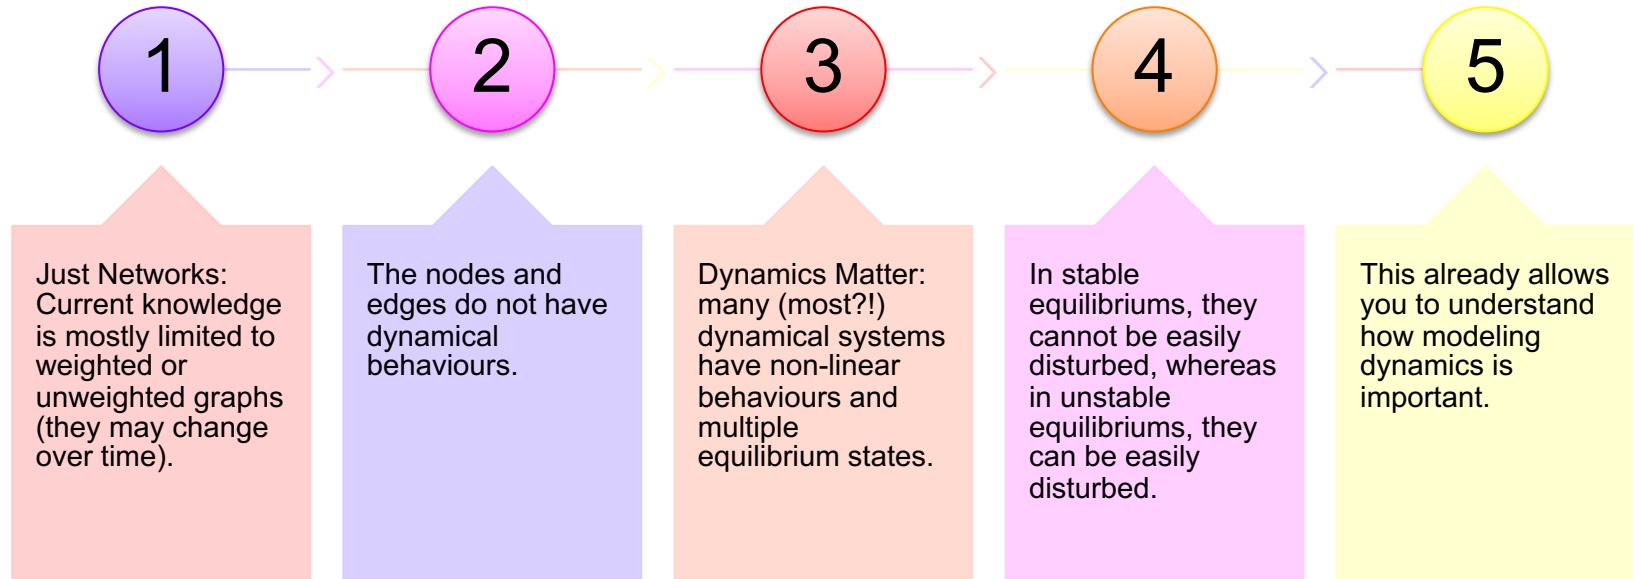 1
2
3
4
5
Just Networks:
Current knowledge
is mostly limited to
weighted or
unweighted graphs
(they may change
over time).
The nodes and
edges do not have
dynamical
behaviours.
Dynamics Matter:
many (most?!)
dynamical systems
have non-linear
behaviours and
multiple
equilibrium states.
In stable
equilibriums, they
cannot be easily
disturbed, whereas
in unstable
equilibriums, they
can be easily
disturbed.
This already allows
you to understand
how modeling
dynamics is
important.